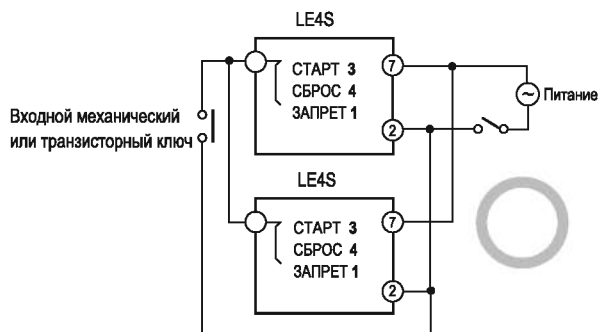 LE4S
СТАРТ 3
СБРОС 4
ЗАПРЕТ 1
7
2
Питание
Входной механический
или транзисторный ключ
LE4S
СТАРТ 3
СБРОС 4
ЗАПРЕТ 1
7
2